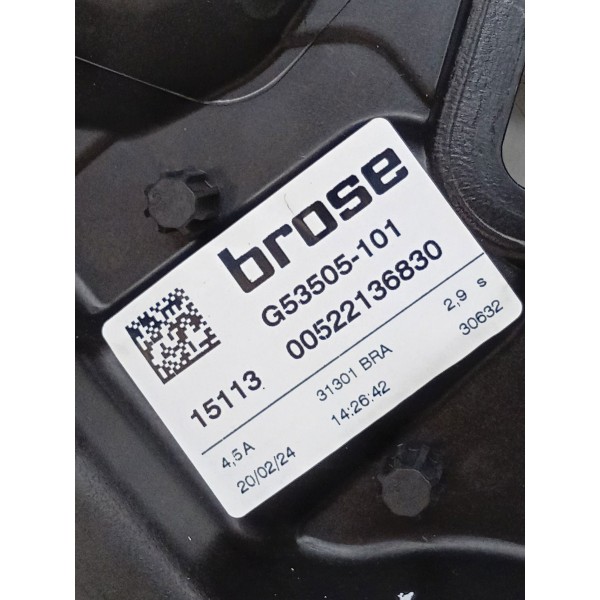 brose
G53505-101
15113 00522136830
4,5A 31301 BRA 2,9 s
20/02/24 14:26:42 30632